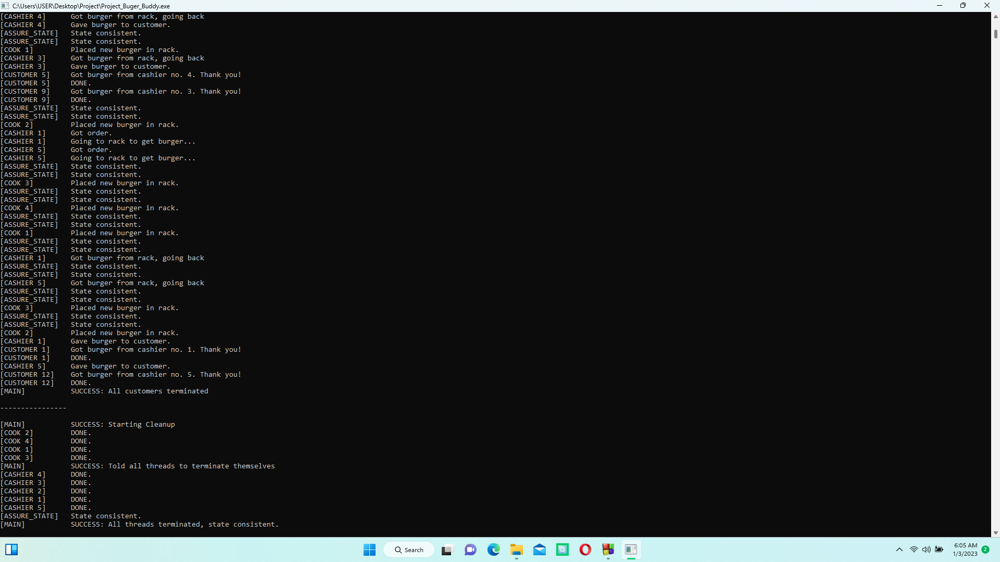 C:\Users\USER\Desktop\Project\Project_Buger_Buddy.exe
[CASHIER 4] Got burger from rack, going back
[CASHIER 4] Gave burger to customer.
[ASSURE_STATE] State consistent.
[ASSURE_STATE] State consistent.
[COOK 1] Placed new burger in rack.
[CASHIER 3] Got burger from rack, going back
[CASHIER 3] Gave burger to customer.
[CUSTOMER 5] Got burger from cashier no. 4. Thank you!
[CUSTOMER 5] DONE.
[CUSTOMER 9] Got burger from cashier no. 3. Thank you!
[CUSTOMER 9] DONE.
[ASSURE_STATE] State consistent.
[ASSURE_STATE] State consistent.
[COOK 2] Placed new burger in rack.
[CASHIER 1] Got order.
[CASHIER 1] Going to rack to get burger...
[CASHIER 5] Got order.
[CASHIER 5] Going to rack to get burger...
[ASSURE_STATE] State consistent.
[ASSURE_STATE] State consistent.
[COOK 3] Placed new burger in rack.
[ASSURE_STATE] State consistent.
[ASSURE_STATE] State consistent.
[COOK 4] Placed new burger in rack.
[ASSURE_STATE] State consistent.
[ASSURE_STATE] State consistent.
[COOK 1] Placed new burger in rack.
[ASSURE_STATE] State consistent.
[ASSURE_STATE] State consistent.
[CASHIER 1] Got burger from rack, going back
[ASSURE_STATE] State consistent.
[ASSURE_STATE] State consistent.
[CASHIER 5] Got burger from rack, going back
[ASSURE_STATE] State consistent.
[ASSURE_STATE] State consistent.
[COOK 3] Placed new burger in rack.
[ASSURE_STATE] State consistent.
[ASSURE_STATE] State consistent.
[COOK 2] Placed new burger in rack.
[CASHIER 1] Gave burger to customer.
[CUSTOMER 1] Got burger from cashier no. 1. Thank you!
[CUSTOMER 1] DONE.
[CASHIER 5] Gave burger to customer.
[CUSTOMER 12] Got burger from cashier no. 5. Thank you!
[CUSTOMER 12] DONE.
[MAIN] SUCCESS: All customers terminated
----------------
[MAIN] SUCCESS: Starting Cleanup
[COOK 2] DONE.
[COOK 4] DONE.
[COOK 1] DONE.
[COOK 3] DONE.
[MAIN] SUCCESS: Told all threads to terminate themselves
[CASHIER 4] DONE.
[CASHIER 3] DONE.
[CASHIER 2] DONE.
[CASHIER 1] DONE.
[CASHIER 5] DONE.
[ASSURE_STATE] State consistent.
[MAIN] SUCCESS: All threads terminated, state consistent.
Search
6:05 AM
1/3/2023
2